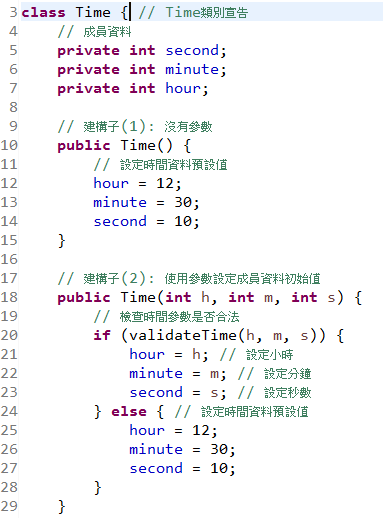 3 class Time { // Time類別宣告
4 // 成員資料
5 private int second;
6 private int minute;
7 private int hour;
8
9 // 建構子(1): 沒有參數
10 public Time() {
11 // 設定時間資料預設值
12 hour = 12;
13 minute = 30;
14 second = 10;
15 }
16
17 // 建構子(2): 使用參數設定成員資料初始值
18 public Time(int h, int m, int s) {
19 // 檢查時間參數是否合法
20 if (validateTime(h, m, s)) {
21 hour = h; // 設定小時
22 minute = m; // 設定分鐘
23 second = s; // 設定秒數
24 } else { // 設定時間資料預設值
25 hour = 12;
26 minute = 30;
27 second = 10;
28 }
29 }